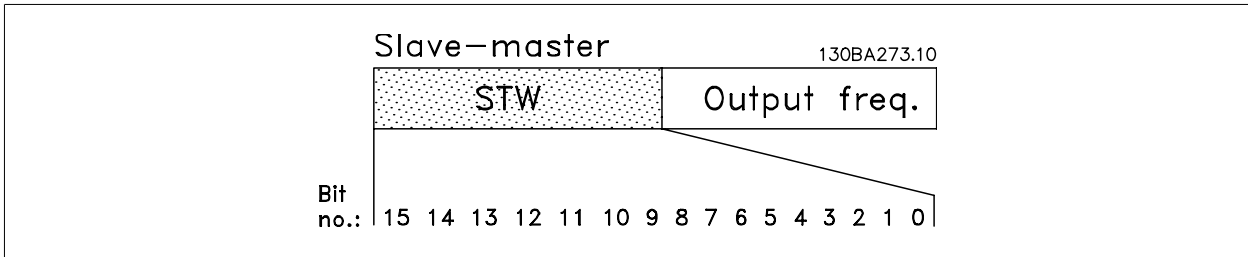 Slave-master 130BA273.10
STW Output freq.
Bit
no.: 15 14 13 12 11 10 9 8 7 6 5 4 3 2 1 0